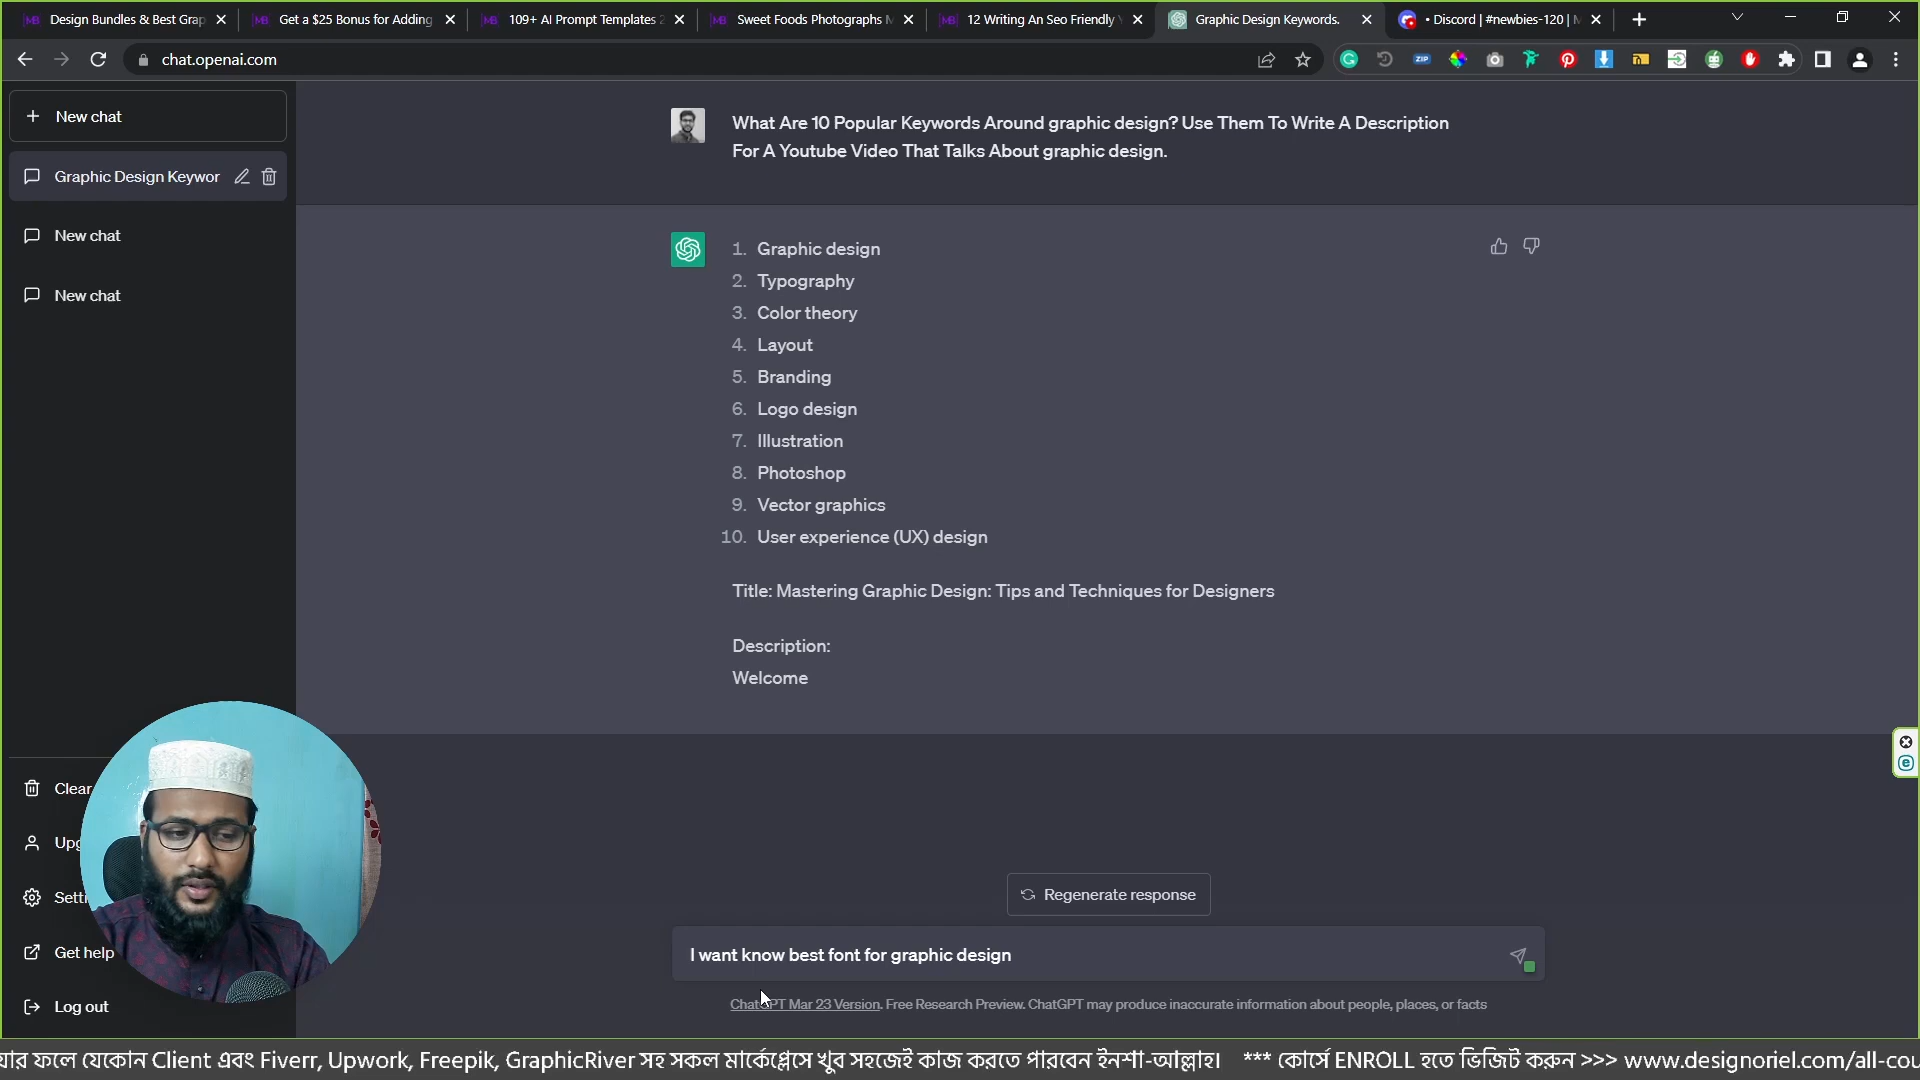 Design Bundles & Best Grap
Get a $25 Bonus for Adding
109+ AI Prompt Templates 2
Sweet Foods Photographs M
12 Writing An Seo Friendly
Graphic Design Keywords.
• Discord | #newbies-120 |
chat.openai.com
New chat
Graphic Design Keywor
New chat
New chat
What Are 10 Popular Keywords Around graphic design? Use Them To Write A Description
For A Youtube Video That Talks About graphic design.
1. Graphic design
2. Typography
3. Color theory
4. Layout
5. Branding
6. Logo design
7. Illustration
8. Photoshop
9. Vector graphics
10. User experience (UX) design
Title: Mastering Graphic Design: Tips and Techniques for Designers
Description:
Welcome
Clear
Upg
Setti
Get help
Log out
Regenerate response
I want know best font for graphic design
ChatGPT Mar 23 Version. Free Research Preview. ChatGPT may produce inaccurate information about people, places, or facts
যার ফলে যেকোন Client এবং Fiverr, Upwork, Freepik, GraphicRiver সহ সকল মার্কেপ্লেসে খুব সহজেই কাজ করতে পারবেন ইনশা-আল্লাহ। *** কোর্সে ENROLL হতে ভিজিট করুন >>> www.designoriel.com/all-cou